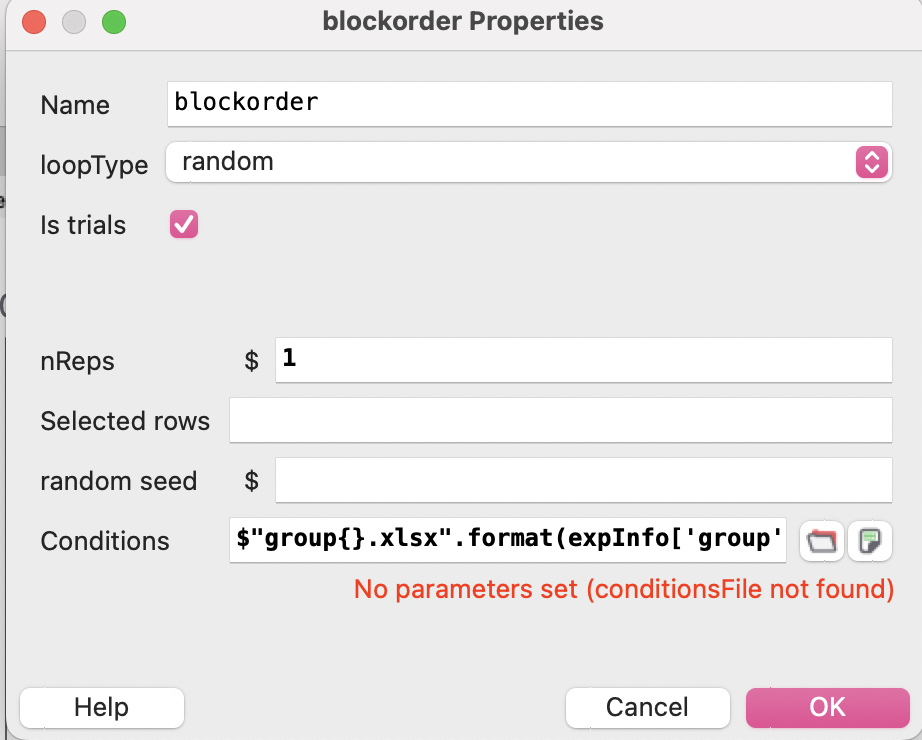 blockorder Properties
Name blockorder
loopType random
Is trials
nReps $ 1
Selected rows
random seed $
Conditions $"group{}.xlsx".format(expInfo['group'
No parameters set (conditionsFile not found)
Help Cancel OK